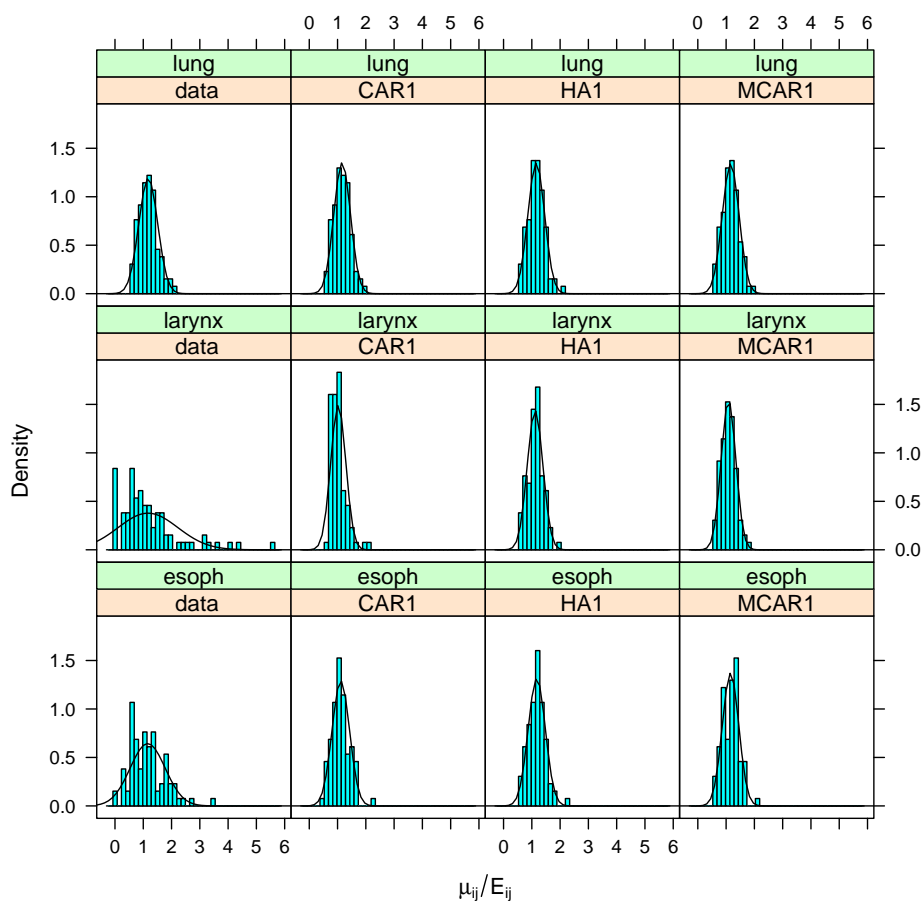 0 1 2 3 4 5 6 0 1 2 3 4 5 6
lung lung lung lung
data CAR1 HA1 MCAR1
1.5
1.0
0.5
0.0
larynx larynx larynx larynx
data CAR1 HA1 MCAR1
1.5
1.0
0.5
0.0
Density
esoph esoph esoph esoph
data CAR1 HA1 MCAR1
1.5
1.0
0.5
0.0
0 1 2 3 4 5 6 0 1 2 3 4 5 6
μij/Eij